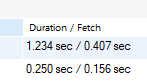 Duration / Fetch
1.234 sec / 0.407 sec
0.250 sec / 0.156 sec